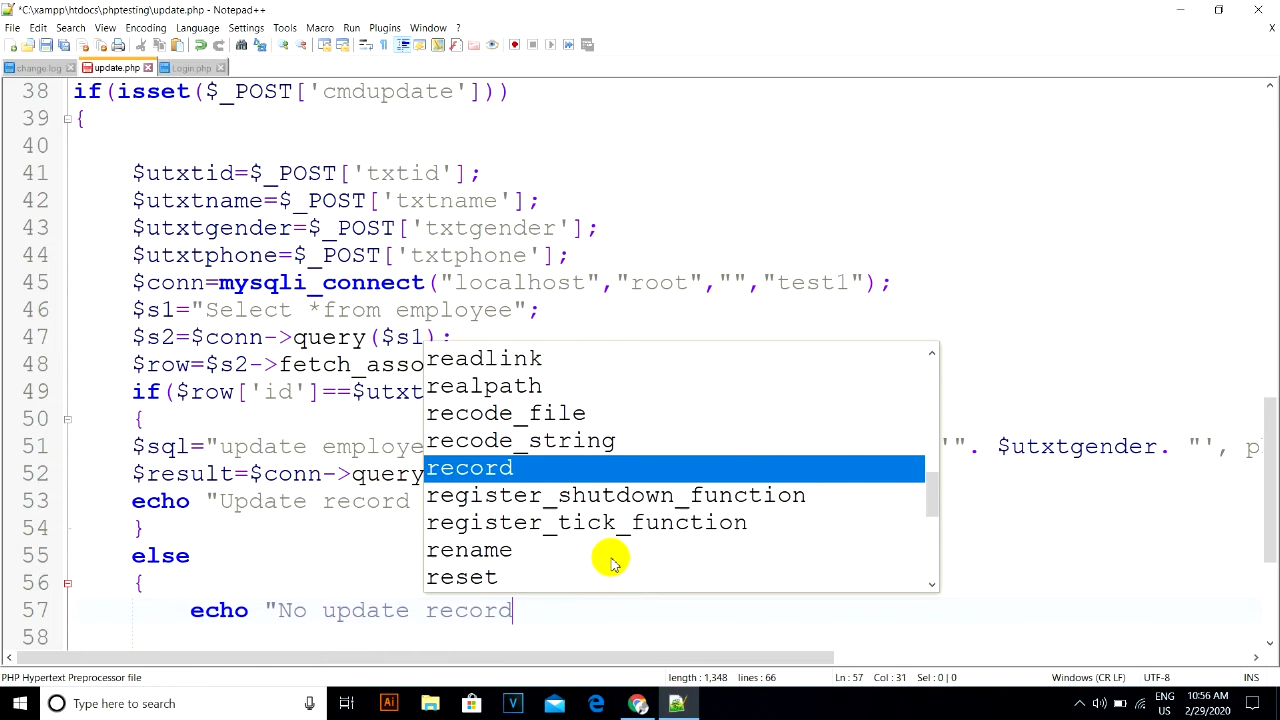 *C:\xampp\htdocs\phptesting\update.php - Notepad++
File Edit Search View Encoding Language Settings Tools Macro Run Plugins Window ? X
change.log update.php Login.php
38 if(isset($_POST['cmdupdate']))
39 {
40
41 $utxtid=$_POST['txtid'];
42 $utxtname=$_POST['txtname'];
43 $utxtgender=$_POST['txtgender'];
44 $utxtphone=$_POST['txtphone'];
45 $conn=mysqli_connect("localhost","root","","test1");
46 $s1="Select *from employee";
47 $s2=$conn->query($s1);
48 $row=$s2->fetch_asso
49 if($row['id']==$utxt
50 {
51 $sql="update employe '". $utxtgender. "', p
52 $result=$conn->query
53 echo "Update record
54 }
55 else
56 {
57 echo "No update record
58
readlink
realpath
recode_file
recode_string
record
register_shutdown_function
register_tick_function
rename
reset
PHP Hypertext Preprocessor file length : 1,348 lines : 66 Ln : 57 Col : 31 Sel : 0 | 0 Windows (CR LF) UTF-8 INS
Type here to search Ai V ENG US 10:56 AM 2/29/2020